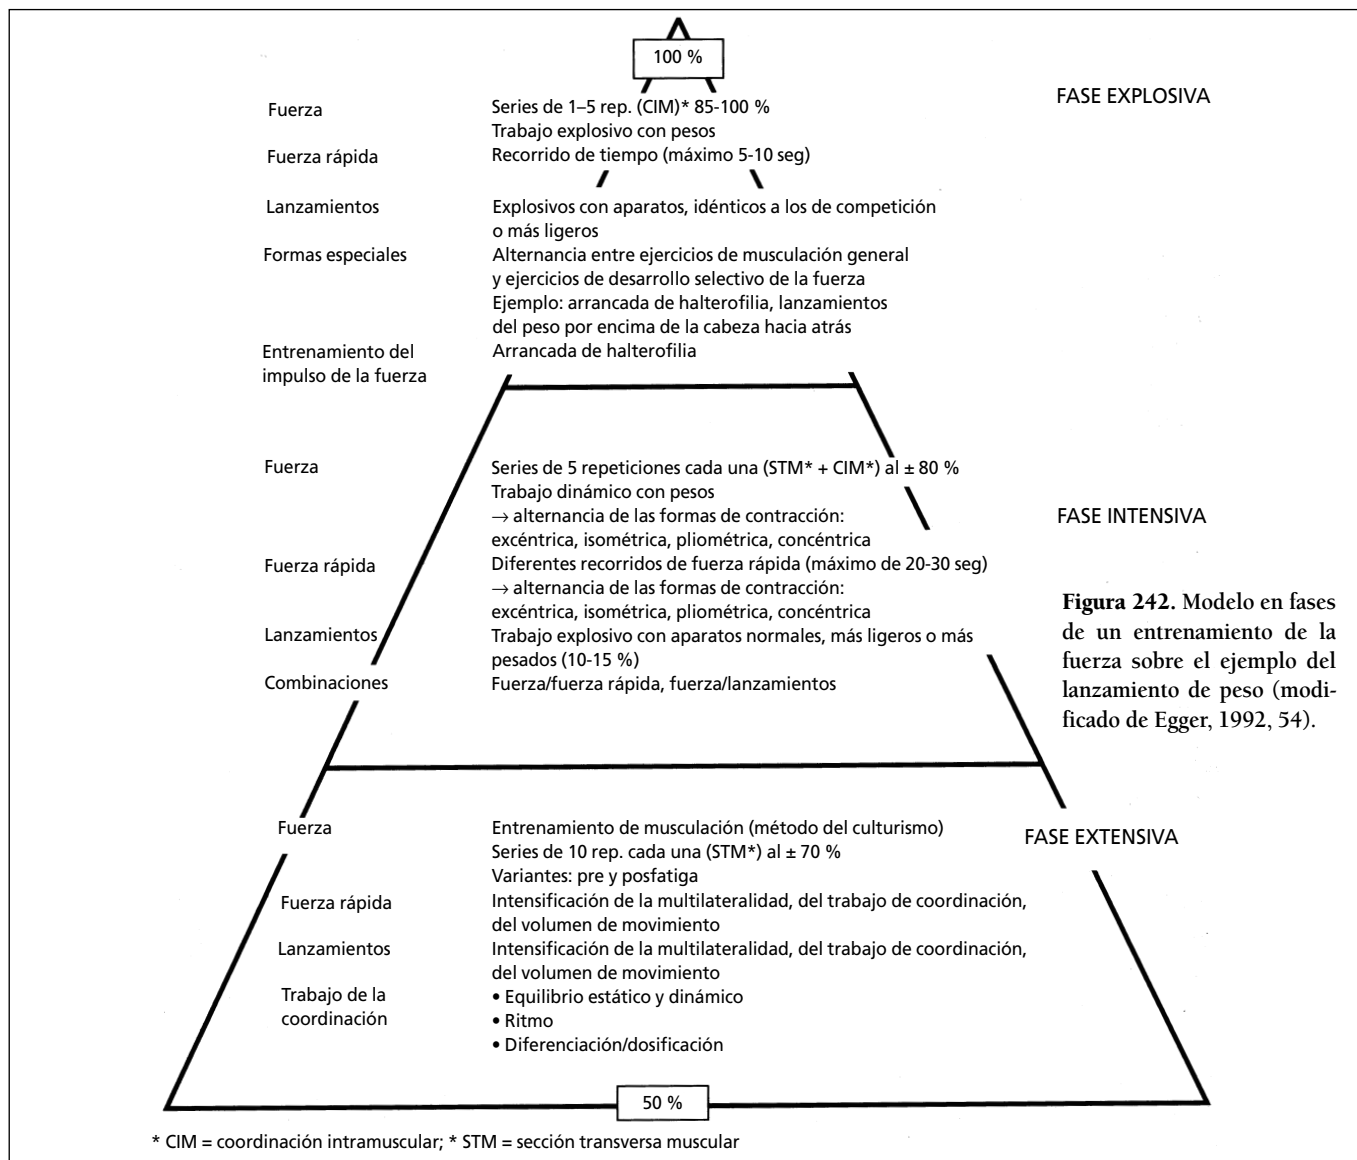 100 %
FASE EXPLOSIVA
Fuerza Series de 1–5 rep. (CIM)* 85-100 %
Trabajo explosivo con pesos
Fuerza rápida Recorrido de tiempo (máximo 5-10 seg)
Lanzamientos Explosivos con aparatos, idénticos a los de competición
o más ligeros
Formas especiales Alternancia entre ejercicios de musculación general
y ejercicios de desarrollo selectivo de la fuerza
Ejemplo: arrancada de halterofilia, lanzamientos
del peso por encima de la cabeza hacia atrás
Entrenamiento del Arrancada de halterofilia
impulso de la fuerza
Fuerza Series de 5 repeticiones cada una (STM* + CIM*) al ± 80 %
Trabajo dinámico con pesos
→ alternancia de las formas de contracción:
excéntrica, isométrica, pliométrica, concéntrica
FASE INTENSIVA
Fuerza rápida Diferentes recorridos de fuerza rápida (máximo de 20-30 seg)
→ alternancia de las formas de contracción:
excéntrica, isométrica, pliométrica, concéntrica
Lanzamientos Trabajo explosivo con aparatos normales, más ligeros o más
pesados (10-15 %)
Combinaciones Fuerza/fuerza rápida, fuerza/lanzamientos
Figura 242. Modelo en fases
de un entrenamiento de la
fuerza sobre el ejemplo del
lanzamiento de peso (modi-
ficado de Egger, 1992, 54).
Fuerza Entrenamiento de musculación (método del culturismo)
FASE EXTENSIVA
Series de 10 rep. cada una (STM*) al ± 70 %
Variantes: pre y posfatiga
Fuerza rápida Intensificación de la multilateralidad, del trabajo de coordinación,
del volumen de movimiento
Lanzamientos Intensificación de la multilateralidad, del trabajo de coordinación,
del volumen de movimiento
Trabajo de la • Equilibrio estático y dinámico
coordinación • Ritmo
• Diferenciación/dosificación
50 %
* CIM = coordinación intramuscular; * STM = sección transversa muscular